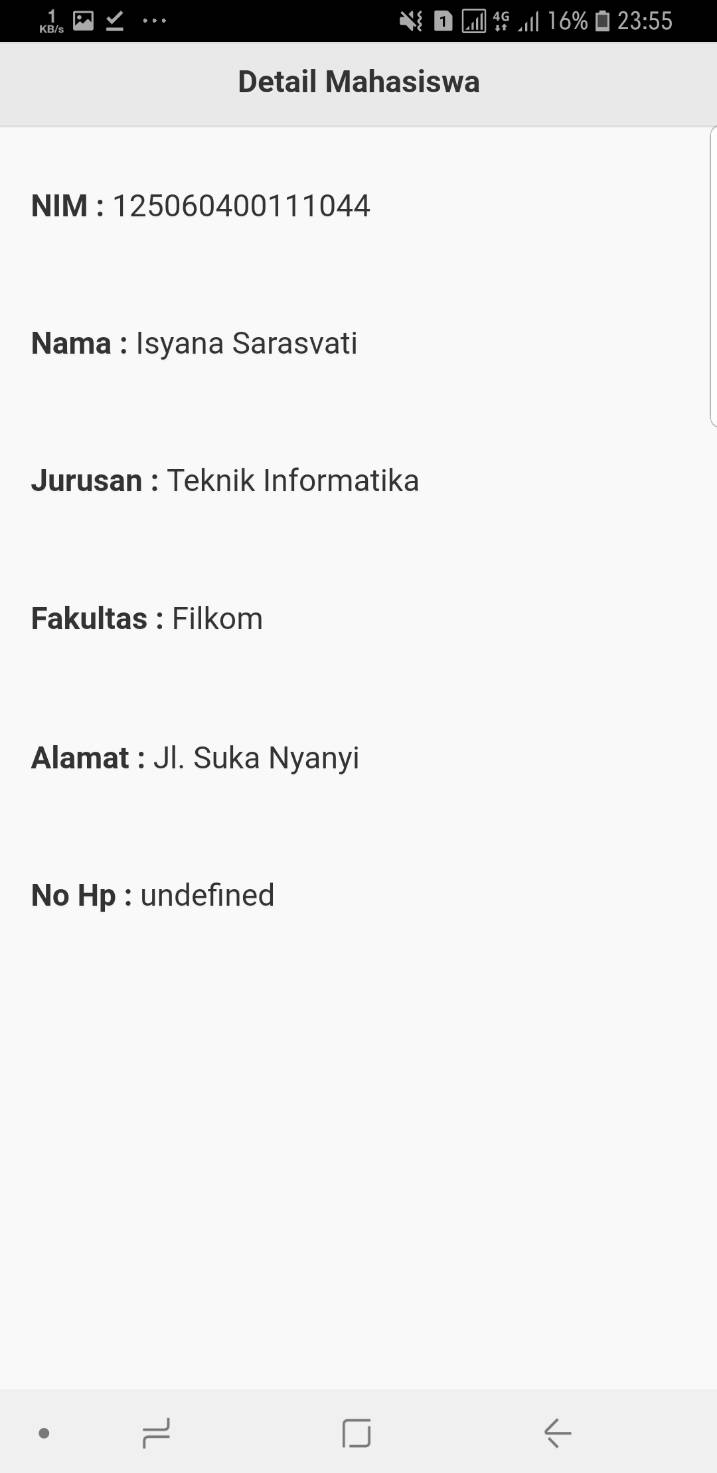 1
KB/s
1 4G 16% 23:55
Detail Mahasiswa
NIM : 125060400111044
Nama : Isyana Sarasvati
Jurusan : Teknik Informatika
Fakultas : Filkom
Alamat : Jl. Suka Nyanyi
No Hp : undefined